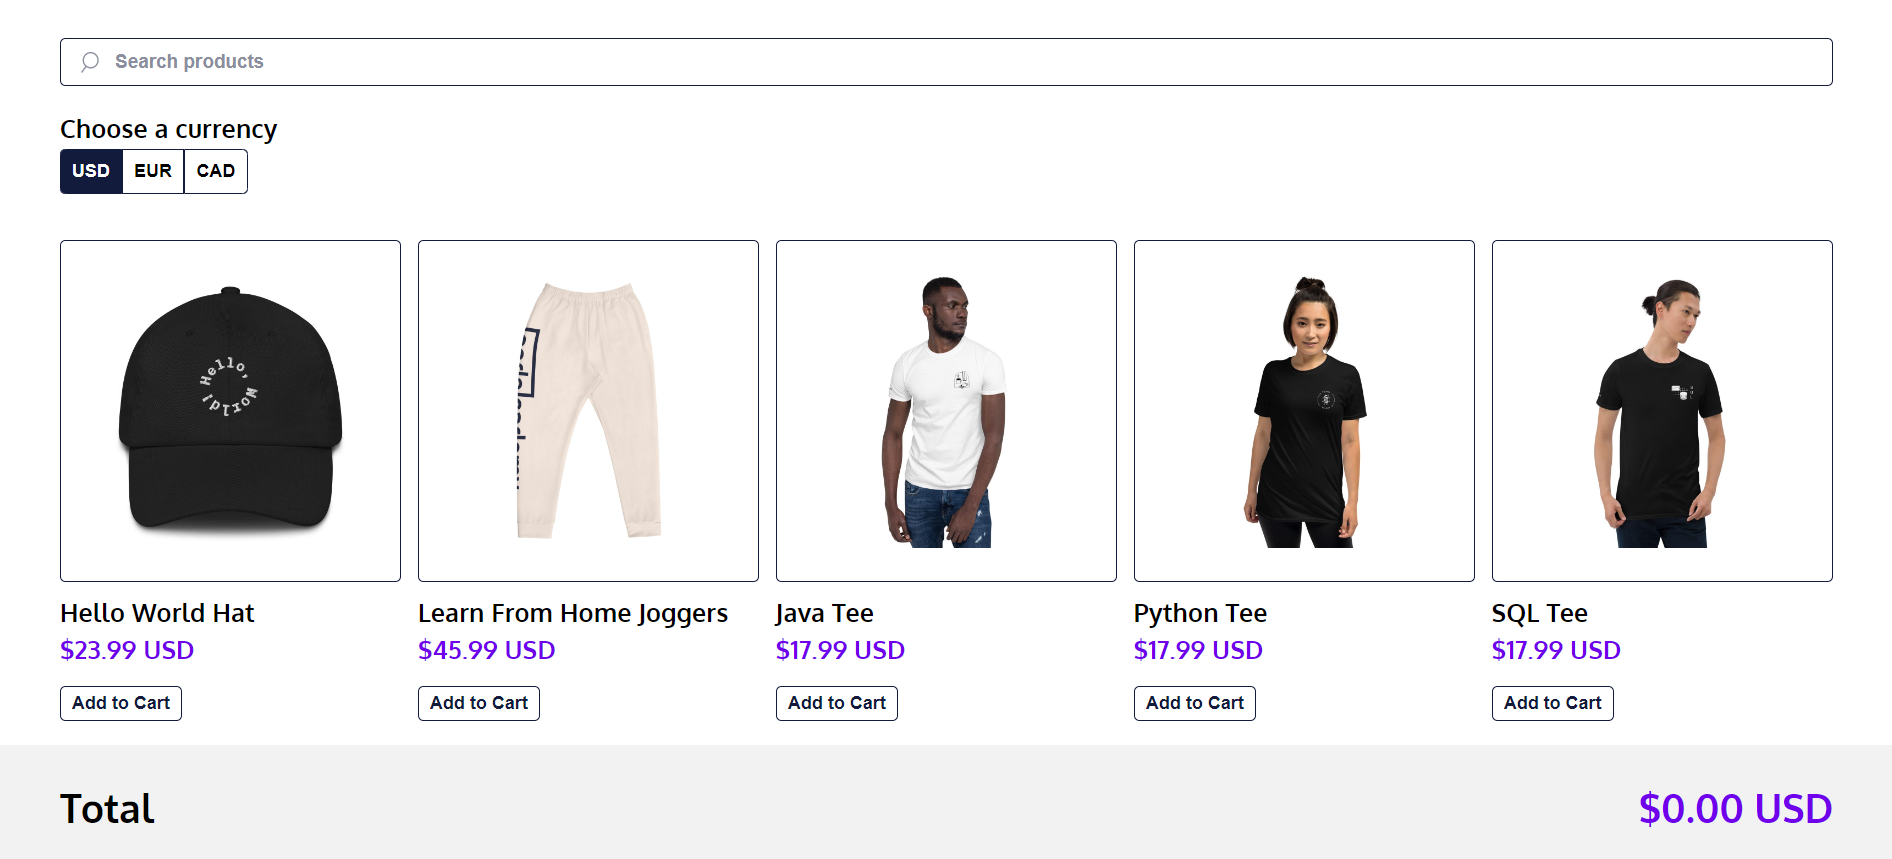 Search products
Choose a currency
USD EUR CAD
Hello,
World!
Hello World Hat
$23.99 USD
Add to Cart
Learn From Home Joggers
$45.99 USD
Add to Cart
Java Tee
$17.99 USD
Add to Cart
Python Tee
$17.99 USD
Add to Cart
SQL Tee
$17.99 USD
Add to Cart
Total
$0.00 USD